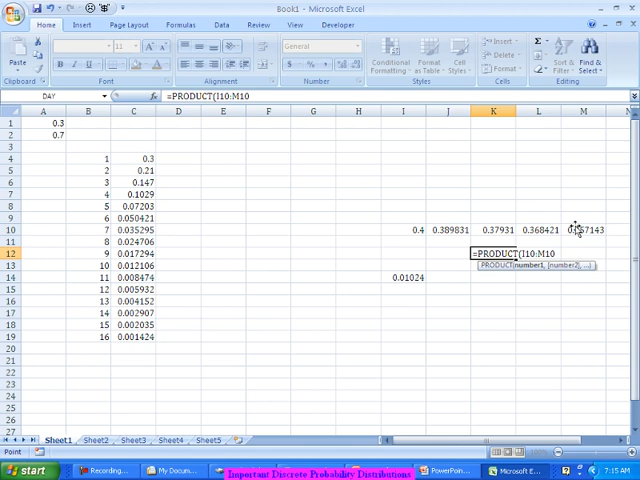 Book1 - Microsoft Excel
Home Insert Page Layout Formulas Data Review View Developer
Paste
11
General
Conditional Formatting
Format as Table
Cell Styles
Insert
Delete
Format
Sort & Filter
Find & Select
Clipboard Font Alignment Number Styles Cells Editing
DAY fx =PRODUCT(I10:M10
A B C D E F G H I J K L M
1 0.3
2 0.7
3
4 1 0.3
5 2 0.21
6 3 0.147
7 4 0.1029
8 5 0.07203
9 6 0.050421
10 7 0.035295 0.4 0.389831 0.37931 0.368421
11 8 0.024706
12 9 0.017294 =PRODUCT(I10:M10
13 10 0.012106 PRODUCT(number1, [number2], ...)
14 11 0.008474 0.01024
15 12 0.005932
16 13 0.004152
17 14 0.002907
18 15 0.002035
19 16 0.001424
20
21
22
23
24
25
26
27
Sheet1 Sheet2 Sheet3 Sheet4 Sheet5
Point 100%
start Recording... My Docum... PowerPoin... Microsoft E... 7:15 AM
Important Discrete Probability Distributions